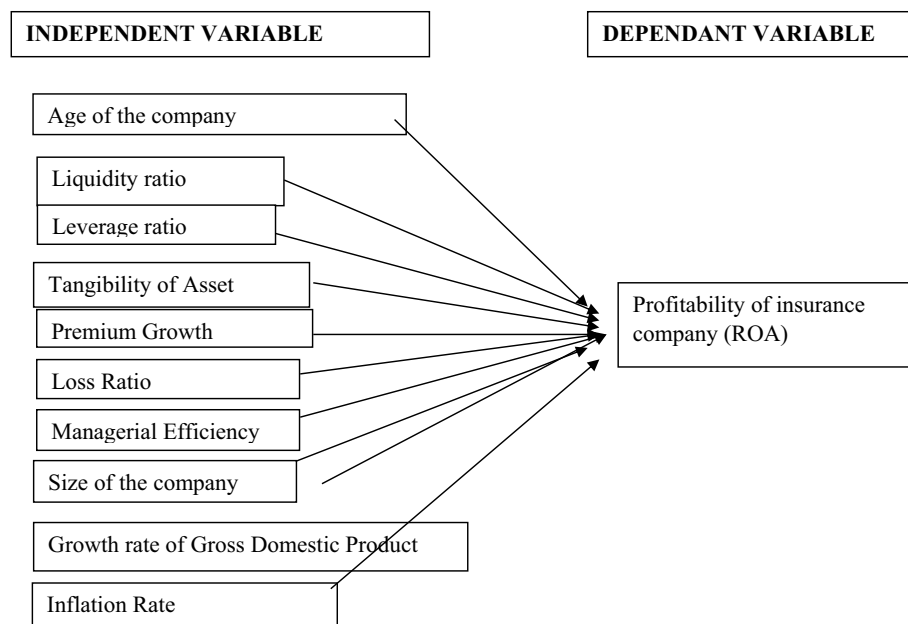 INDEPENDENT VARIABLE
DEPENDANT VARIABLE
Age of the company
Liquidity ratio
Leverage ratio
Tangibility of Asset
Premium Growth
Loss Ratio
Managerial Efficiency
Size of the company
Growth rate of Gross Domestic Product
Inflation Rate
Profitability of insurance
company (ROA)